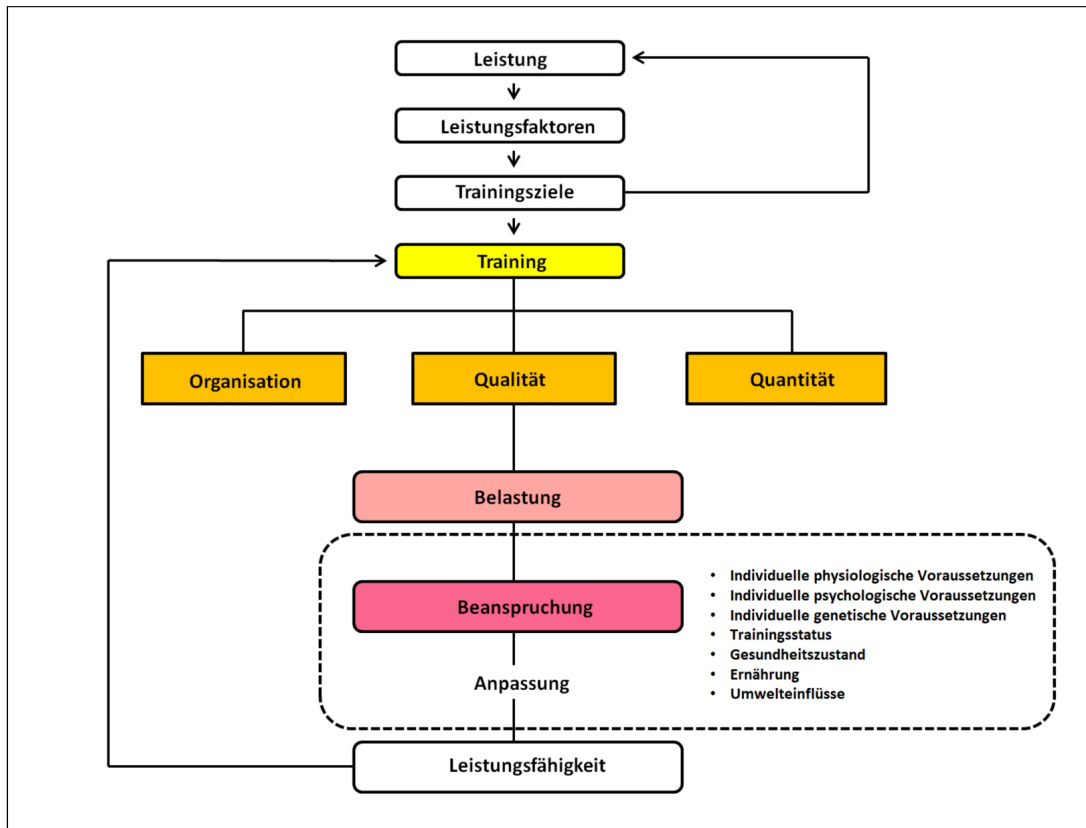 Leistung
Leistungsfaktoren
Trainingsziele
Training
Organisation
Qualität
Quantität
Belastung
Beanspruchung
Anpassung
• Individuelle physiologische Voraussetzungen
• Individuelle psychologische Voraussetzungen
• Individuelle genetische Voraussetzungen
• Trainingsstatus
• Gesundheitszustand
• Ernährung
• Umwelteinflüsse
Leistungsfähigkeit